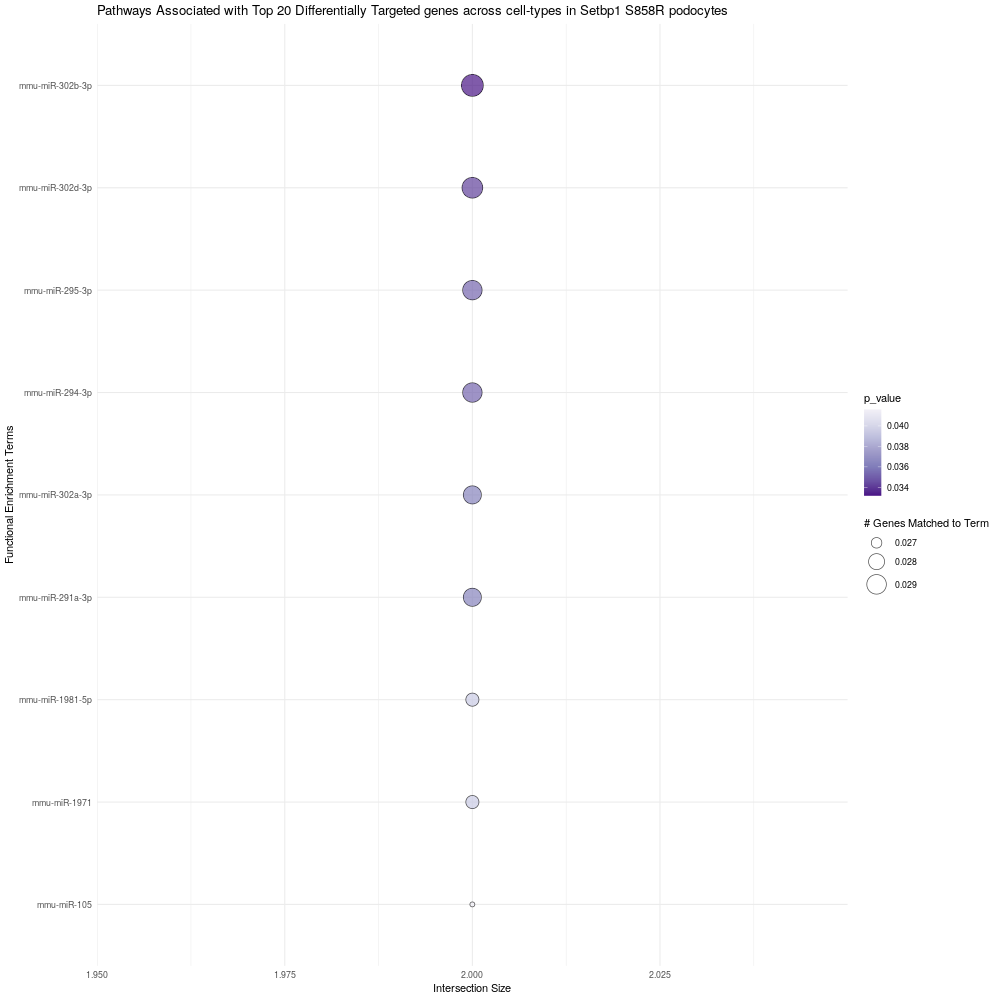 Pathways Associated with Top 20 Differentially Targeted genes across cell-types in Setbp1 S858R podocytes
Functional Enrichment Terms
mmu-miR-302b-3p
mmu-miR-302d-3p
mmu-miR-295-3p
mmu-miR-294-3p
mmu-miR-302a-3p
mmu-miR-291a-3p
mmu-miR-1981-5p
mmu-miR-1971
mmu-miR-105
1.950 1.975 2.000 2.025
Intersection Size
p_value
0.040
0.038
0.036
0.034
# Genes Matched to Term
0.027
0.028
0.029